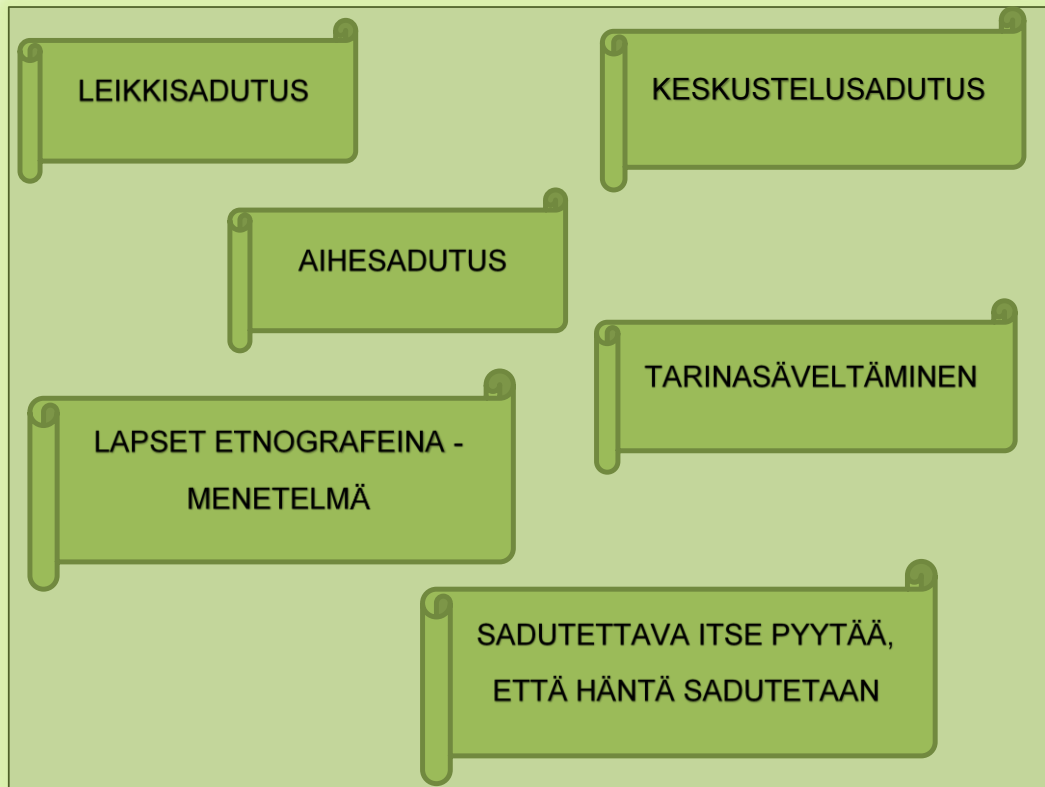 LEIKKISADUTUS
KESKUSTELUSADUTUS
AIHESADUTUS
TARINASÄVELTÄMINEN
LAPSET ETNOGRAFEINA -
MENETELMÄ
SADUTETTAVA ITSE PYYTÄÄ,
ETTÄ HÄNTÄ SADUTETAAN